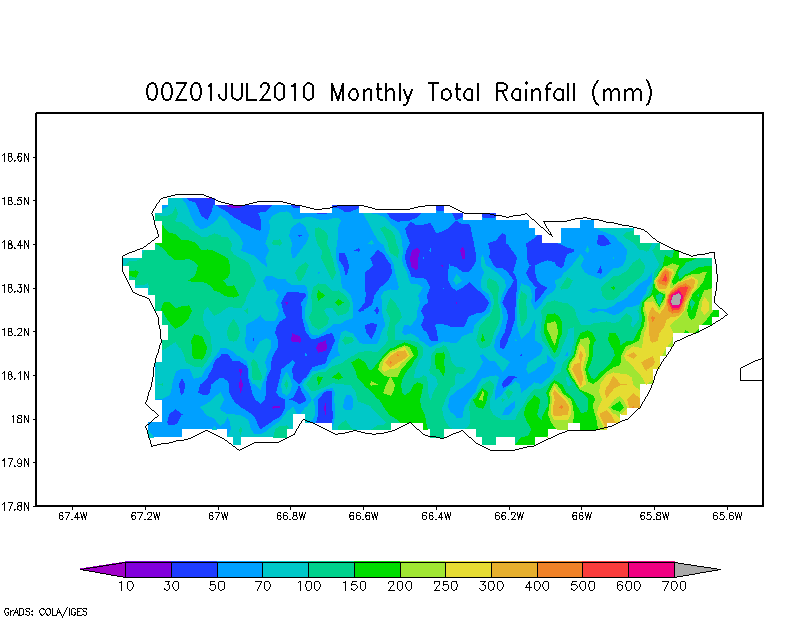 00Z01JUL2010 Monthly Total Rainfall (mm)
18.6N
18.5N
18.4N
18.3N
18.2N
18.1N
18N
17.9N
17.8N
67.4W 67.2W 67W 66.8W 66.6W 66.4W 66.2W 66W 65.8W 65.6W
10 30 50 70 100 150 200 250 300 400 500 600 700
GrADS: COLA/IGES